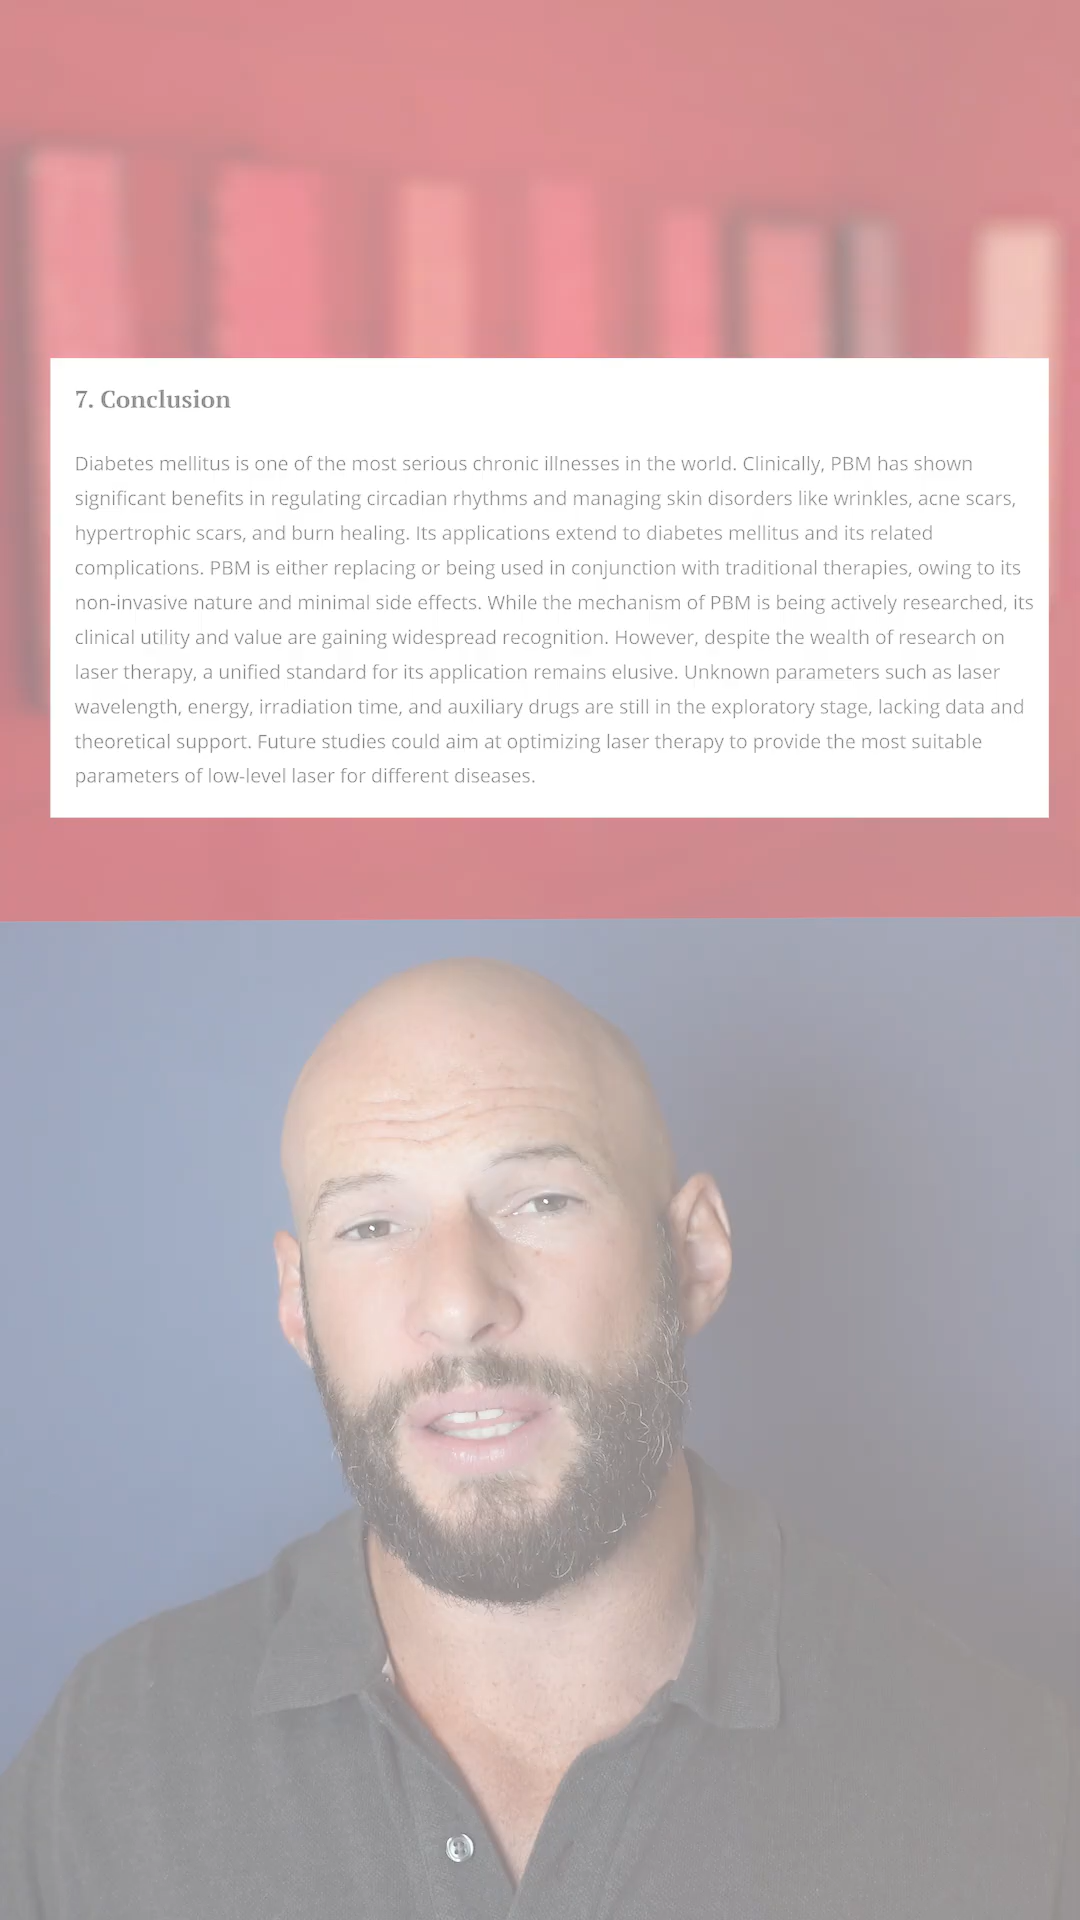 7. Conclusion
Diabetes mellitus is one of the most serious chronic illnesses in the world. Clinically, PBM has shown
significant benefits in regulating circadian rhythms and managing skin disorders like wrinkles, acne scars,
hypertrophic scars, and burn healing. Its applications extend to diabetes mellitus and its related
complications. PBM is either replacing or being used in conjunction with traditional therapies, owing to its
non-invasive nature and minimal side effects. While the mechanism of PBM is being actively researched, its
clinical utility and value are gaining widespread recognition. However, despite the wealth of research on
laser therapy, a unified standard for its application remains elusive. Unknown parameters such as laser
wavelength, energy, irradiation time, and auxiliary drugs are still in the exploratory stage, lacking data and
theoretical support. Future studies could aim at optimizing laser therapy to provide the most suitable
parameters of low-level laser for different diseases.